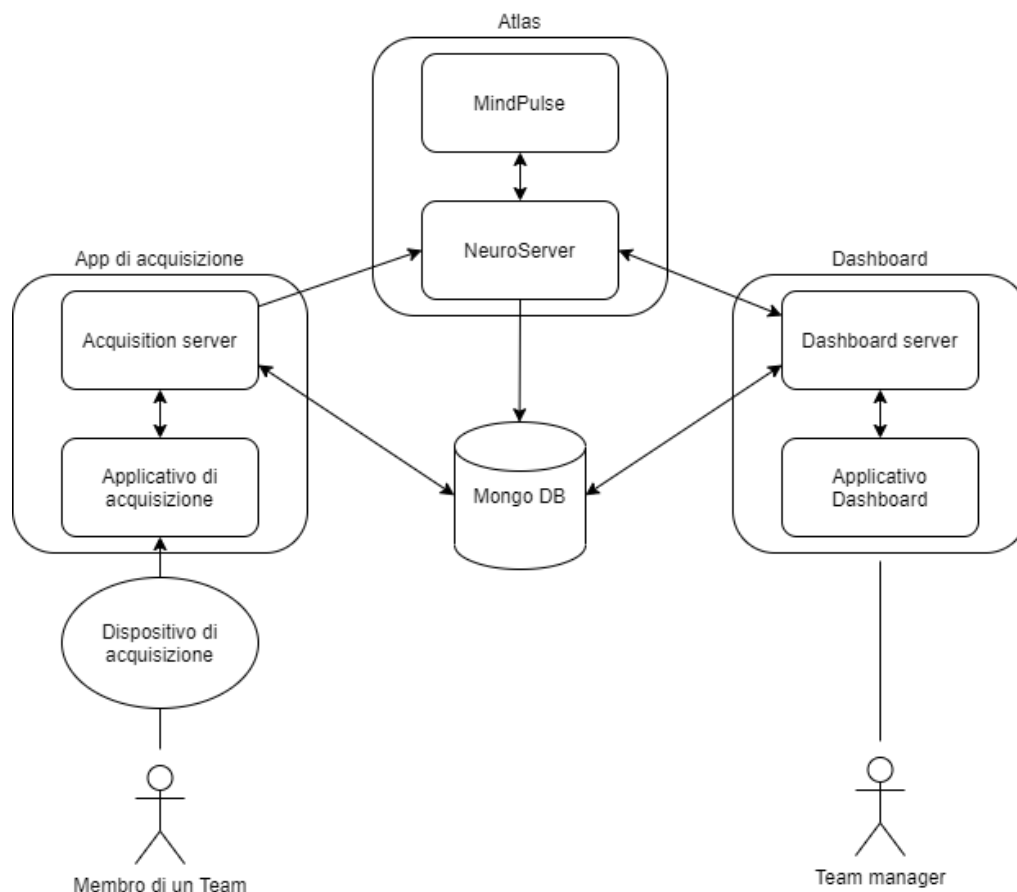 Atlas
MindPulse
NeuroServer
App di acquisizione
Acquisition server
Applicativo di
acquisizione
Dashboard
Dashboard server
Applicativo
Dashboard
Mongo DB
Dispositivo di
acquisizione
Membro di un Team
Team manager